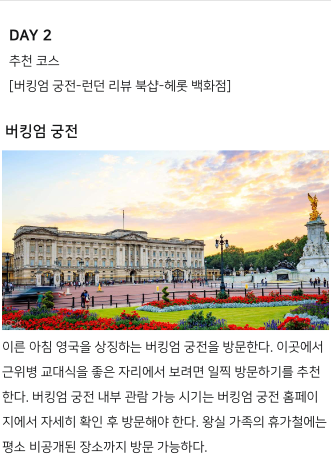 DAY 2
추천 코스
[버킹엄 궁전-런던 리뷰 북샵-헤롯 백화점]
버킹엄 궁전
이른 아침 영국을 상징하는 버킹엄 궁전을 방문한다. 이곳에서
근위병 교대식을 좋은 자리에서 보려면 일찍 방문하기를 추천
한다. 버킹엄 궁전 내부 관람 가능 시기는 버킹엄 궁전 홈페이
지에서 자세히 확인 후 방문해야 한다. 왕실 가족의 휴가철에는
평소 비공개된 장소까지 방문 가능하다.